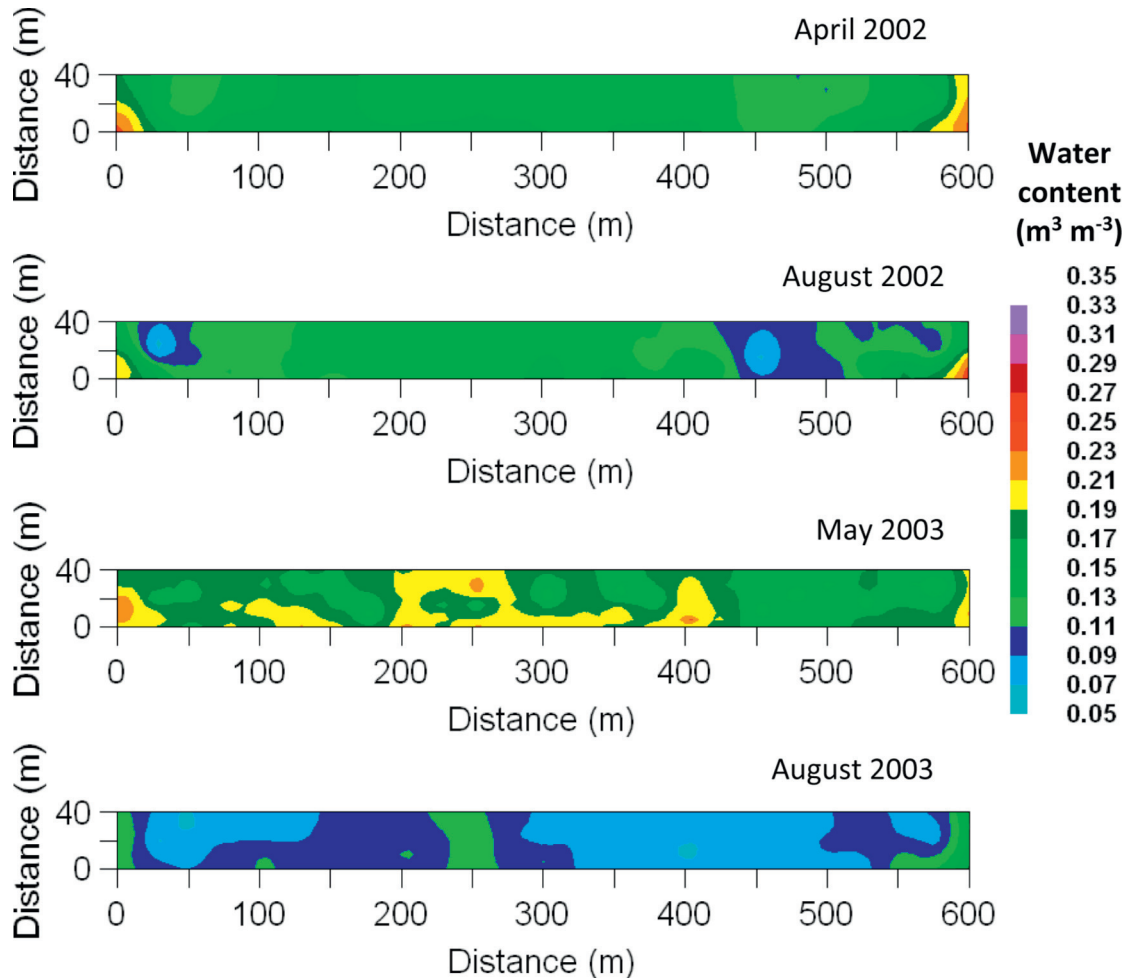 April 2002
Distance (m)
40
0
0 100 200 300 400 500 600
Distance (m)
August 2002
Distance (m)
40
0
0 100 200 300 400 500 600
Distance (m)
May 2003
Distance (m)
40
0
0 100 200 300 400 500 600
Distance (m)
August 2003
Distance (m)
40
0
0 100 200 300 400 500 600
Distance (m)
Water
content
(m³ m⁻³)
0.35
0.33
0.31
0.29
0.27
0.25
0.23
0.21
0.19
0.17
0.15
0.13
0.11
0.09
0.07
0.05